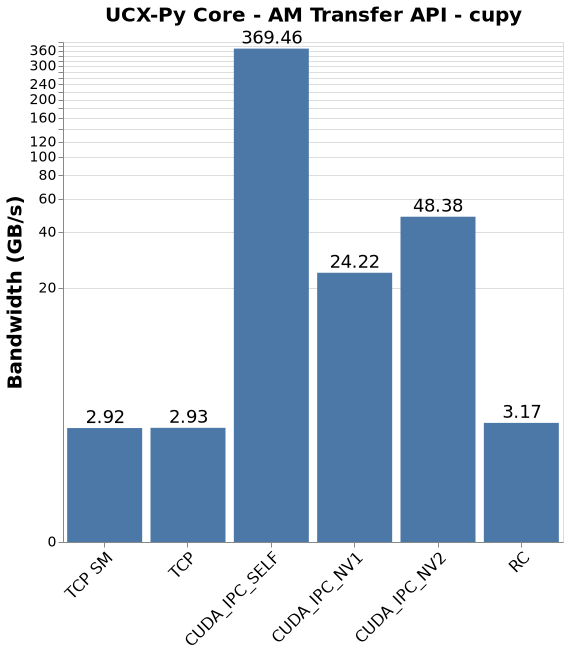 UCX-Py Core - AM Transfer API - cupy
Bandwidth (GB/s)
360
300
240
200
160
120
100
80
60
40
20
0
2.92
2.93
369.46
24.22
48.38
3.17
TCP SM
TCP
CUDA_IPC_SELF
CUDA_IPC_NV1
CUDA_IPC_NV2
RC